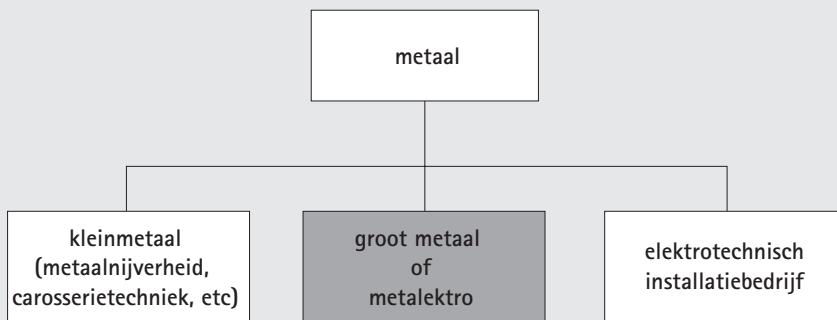 metaal
kleinmetaal
(metaalnijverheid,
carosserietechniek, etc)
groot metaal
of
metalektro
elektrotechnisch
installatiebedrijf